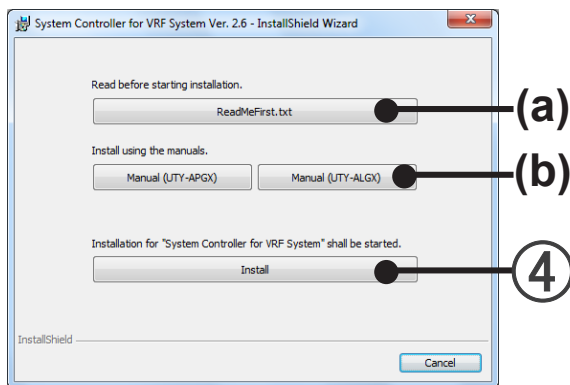 System Controller for VRF System Ver. 2.6 - InstallShield Wizard
Read before starting installation.
ReadMeFirst.txt
(a)
Install using the manuals.
Manual (UTY-APGX) Manual (UTY-ALGX)
(b)
Installation for "System Controller for VRF System" shall be started.
Install
④
InstallShield
Cancel